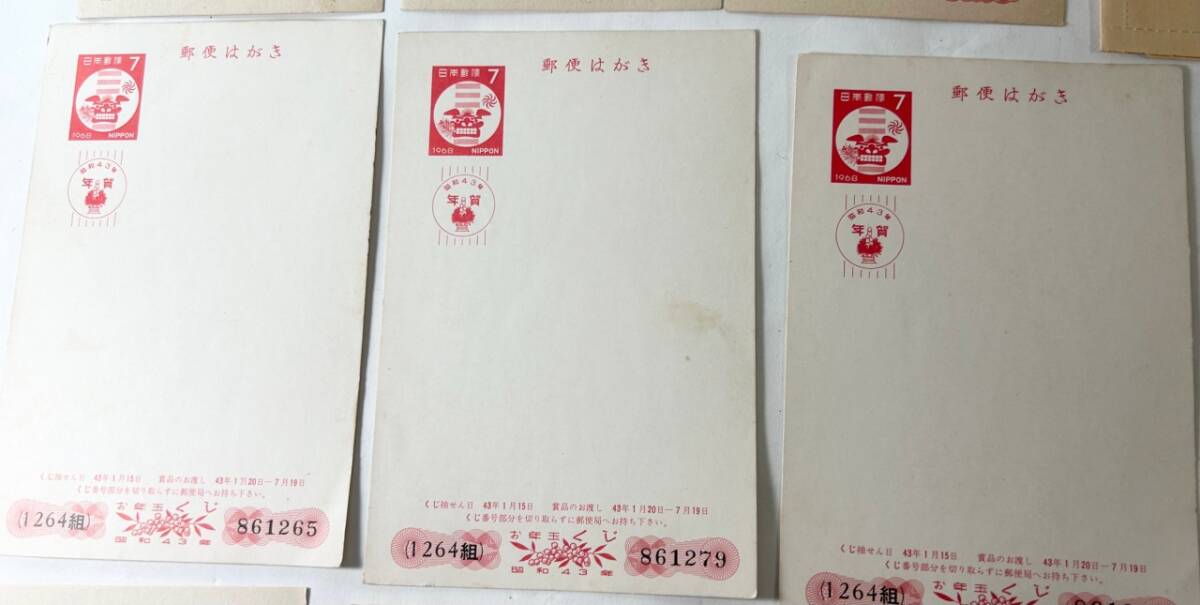 郵便はがき
日本郵便 7
1968 NIPPON
昭和43年
年賀
くじ抽せん日 43年1月15日 賞品のお渡し 43年1月20日-7月19日
くじ番号部分を切り取らずに郵便局へお持ち下さい。
お年玉くじ
(1264組)
861265
昭和43年
郵便はがき
日本郵便 7
1968 NIPPON
昭和43年
年賀
くじ抽せん日 43年1月15日 賞品のお渡し 43年1月20日-7月19日
くじ番号部分を切り取らずに郵便局へお持ち下さい。
お年玉くじ
(1264組)
861279
昭和43年
郵便はがき
日本郵便 7
1968 NIPPON
昭和43年
年賀
くじ抽せん日 43年1月15日 賞品のお渡し 43年1月20日-7月19日
くじ番号部分を切り取らずに郵便局へお持ち下さい。
お年玉くじ
(1264組)